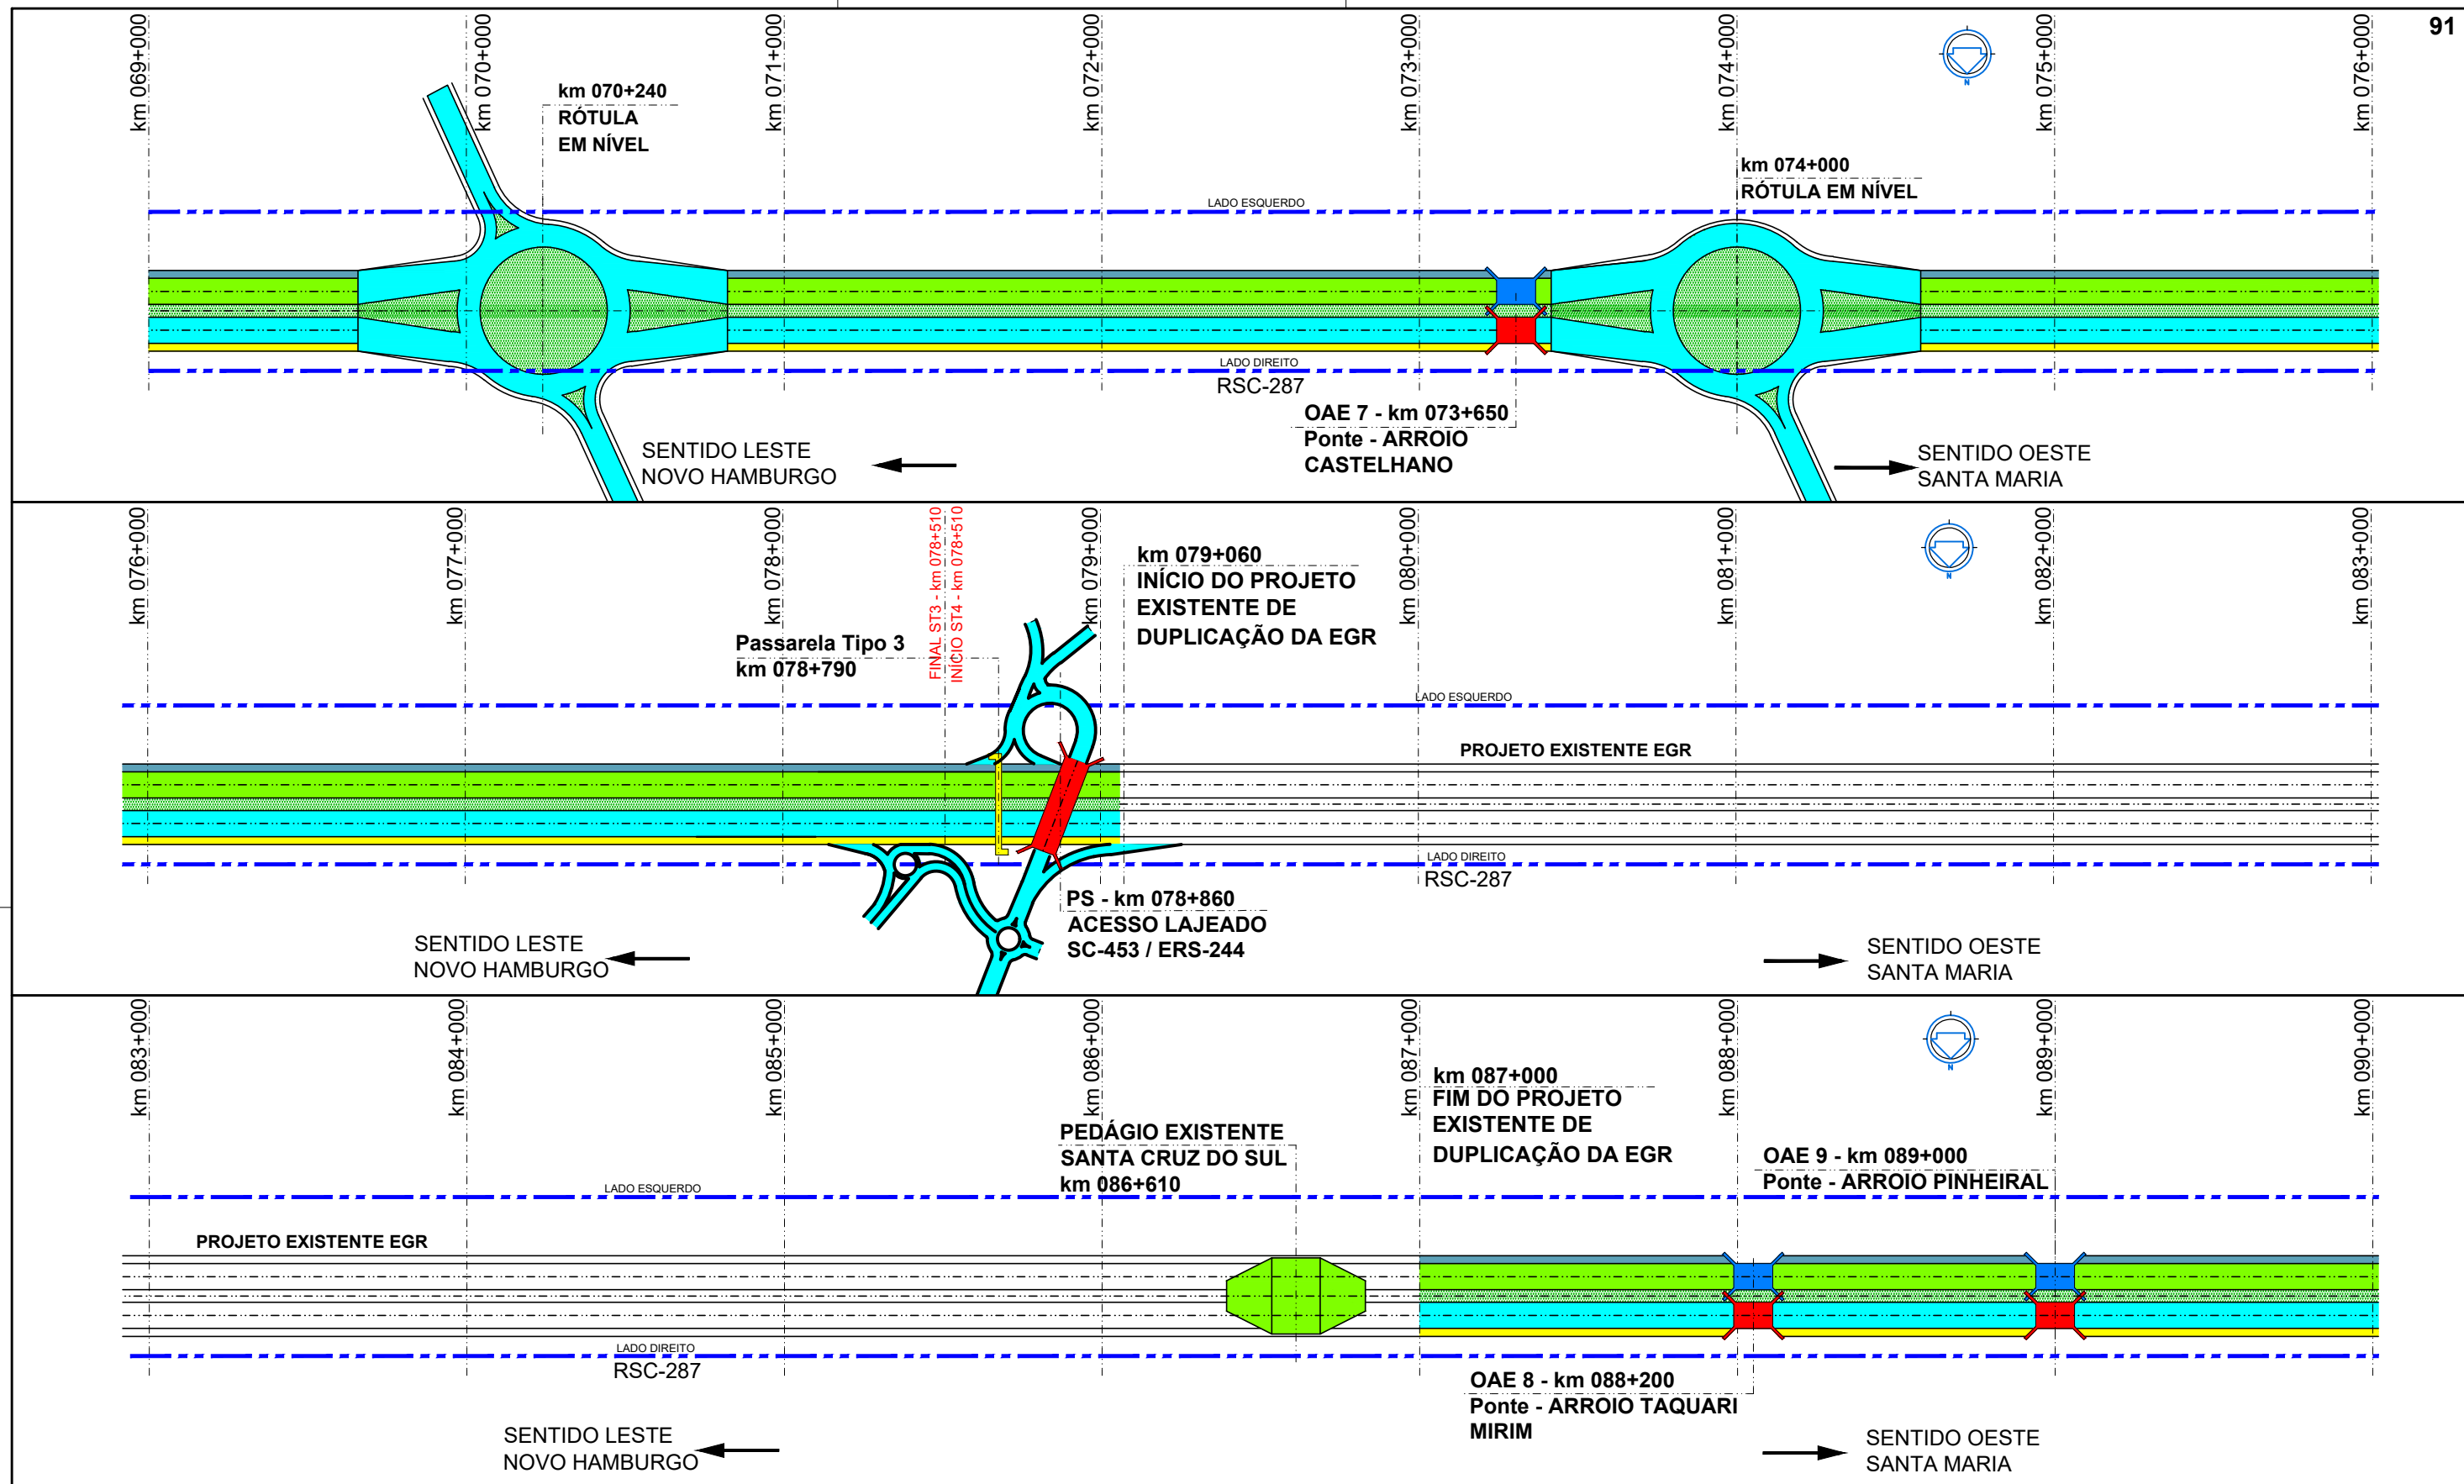 91
km 069+000
km 070+000
km 071+000
km 072+000
km 073+000
km 074+000
km 075+000
km 076+000
N
km 070+240
RÓTULA
EM NÍVEL
km 074+000
RÓTULA EM NÍVEL
LADO ESQUERDO
LADO DIREITO
RSC-287
OAE 7 - km 073+650
Ponte - ARROIO
CASTELHANO
SENTIDO LESTE
NOVO HAMBURGO
SENTIDO OESTE
SANTA MARIA
km 076+000
km 077+000
km 078+000
FINAL ST3 - km 078+510
INÍCIO ST4 - km 078+510
km 079+000
km 080+000
km 081+000
km 082+000
km 083+000
N
km 079+060
INÍCIO DO PROJETO
EXISTENTE DE
DUPLICAÇÃO DA EGR
Passarela Tipo 3
km 078+790
LADO ESQUERDO
PROJETO EXISTENTE EGR
LADO DIREITO
RSC-287
PS - km 078+860
ACESSO LAJEADO
SC-453 / ERS-244
SENTIDO LESTE
NOVO HAMBURGO
SENTIDO OESTE
SANTA MARIA
km 083+000
km 084+000
km 085+000
km 086+000
km 087+000
km 088+000
km 089+000
km 090+000
N
km 087+000
FIM DO PROJETO
EXISTENTE DE
DUPLICAÇÃO DA EGR
PEDÁGIO EXISTENTE
SANTA CRUZ DO SUL
km 086+610
OAE 9 - km 089+000
Ponte - ARROIO PINHEIRAL
LADO ESQUERDO
PROJETO EXISTENTE EGR
LADO DIREITO
RSC-287
OAE 8 - km 088+200
Ponte - ARROIO TAQUARI
MIRIM
SENTIDO LESTE
NOVO HAMBURGO
SENTIDO OESTE
SANTA MARIA